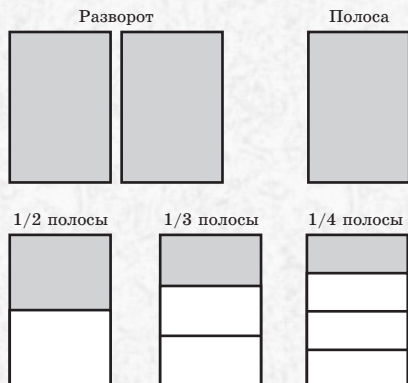 Разворот
Полоса
1/2 полосы
1/3 полосы
1/4 полосы